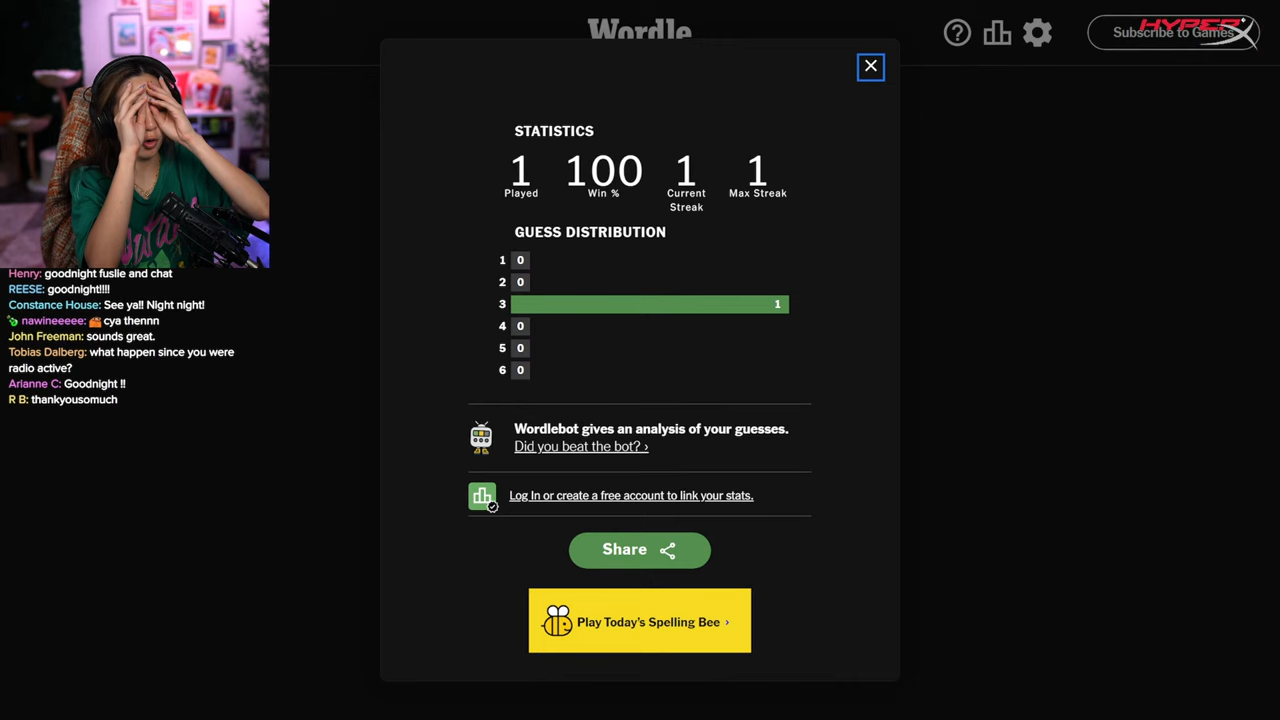 Wordle
Subscribe to Games
HYPERX
STATISTICS
1 100 1 1
Played Win % Current Streak Max Streak
GUESS DISTRIBUTION
1 0
2 0
3 1
4 0
5 0
6 0
Wordlebot gives an analysis of your guesses.
Did you beat the bot? ›
Log In or create a free account to link your stats.
Share
Play Today's Spelling Bee ›
Henry: goodnight fuslie and chat
REESE: goodnight!!!!
Constance House: See ya!! Night night!
nawineeeee: cya thennn
John Freeman: sounds great.
Tobias Dalberg: what happen since you were
radio active?
Arianne C: Goodnight !!
R B: thankyousomuch